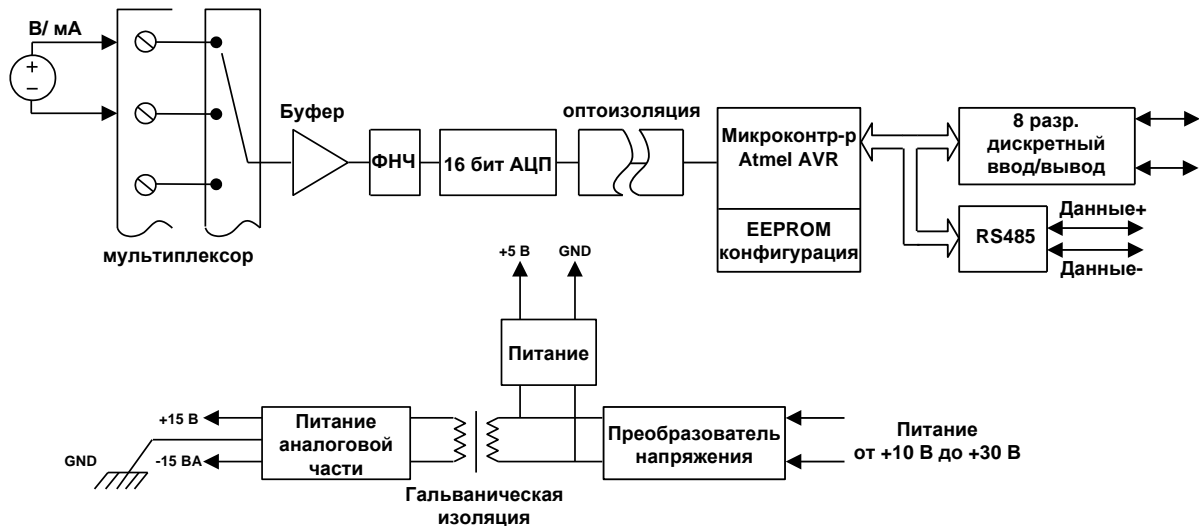 В/ мА
+
−
мультиплексор
Буфер
ФНЧ
16 бит АЦП
оптоизоляция
Микроконтр-р
Atmel AVR
EEPROM
конфигурация
8 разр.
дискретный
ввод/вывод
RS485
Данные+
Данные-
+5 В
GND
Питание
+15 В
-15 ВА
GND
Питание
аналоговой
части
Гальваническая
изоляция
Преобразователь
напряжения
Питание
от +10 В до +30 В